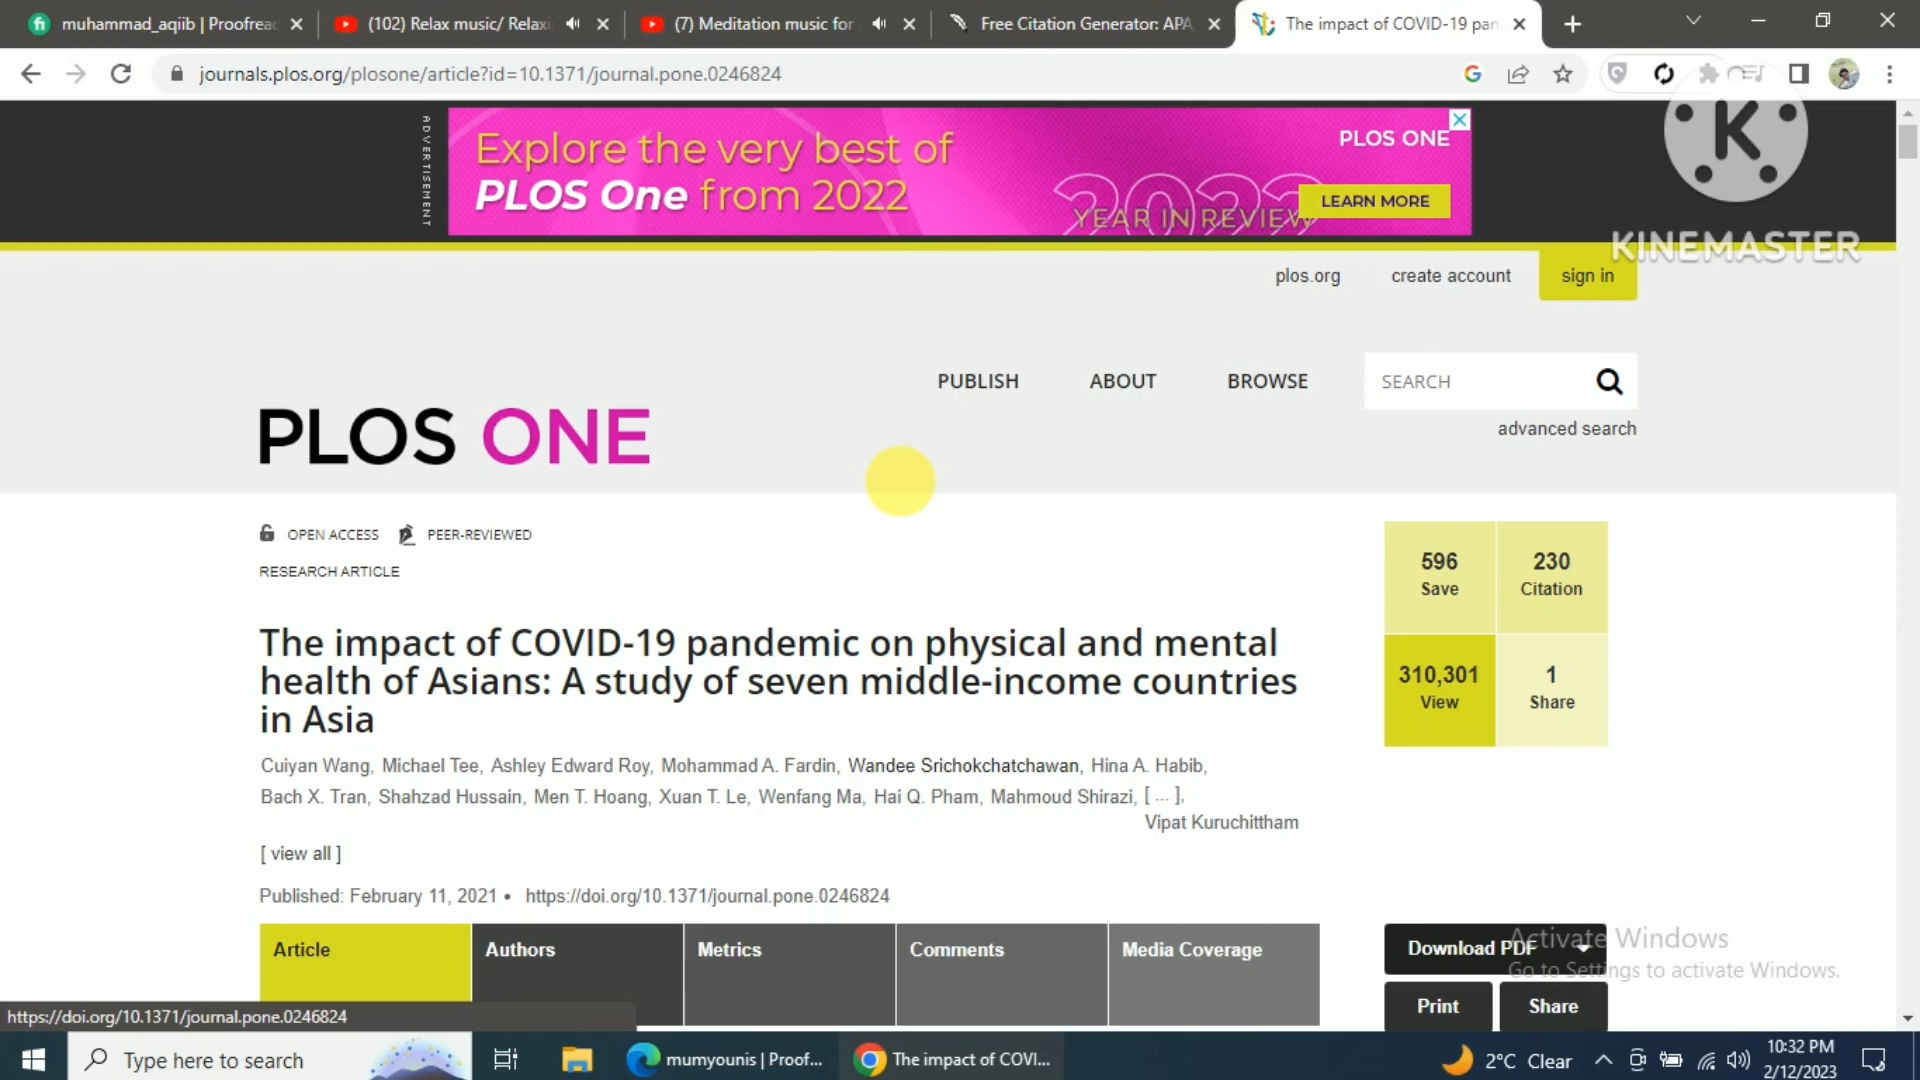 muhammad_aqiib | Proofread
(102) Relax music/ Relaxi
(7) Meditation music for
Free Citation Generator: APA,
The impact of COVID-19 pan
journals.plos.org/plosone/article?id=10.1371/journal.pone.0246824
ADVERTISEMENT
Explore the very best of
PLOS One from 2022
PLOS ONE
2022
YEAR IN REVIEW
LEARN MORE
K
KINEMASTER
plos.org
create account
sign in
PUBLISH
ABOUT
BROWSE
SEARCH
advanced search
PLOS ONE
OPEN ACCESS
PEER-REVIEWED
RESEARCH ARTICLE
596
Save
230
Citation
310,301
View
1
Share
The impact of COVID-19 pandemic on physical and mental
health of Asians: A study of seven middle-income countries
in Asia
Cuiyan Wang, Michael Tee, Ashley Edward Roy, Mohammad A. Fardin, Wandee Srichokchatchawan, Hina A. Habib,
Bach X. Tran, Shahzad Hussain, Men T. Hoang, Xuan T. Le, Wenfang Ma, Hai Q. Pham, Mahmoud Shirazi, [ ... ],
Vipat Kuruchittham
[ view all ]
Published: February 11, 2021 • https://doi.org/10.1371/journal.pone.0246824
Article
Authors
Metrics
Comments
Media Coverage
Download PDF
Print
Share
Activate Windows
Go to Settings to activate Windows.
https://doi.org/10.1371/journal.pone.0246824
Type here to search
mumyounis | Proof...
The impact of COVI...
2°C Clear
10:32 PM
2/12/2023